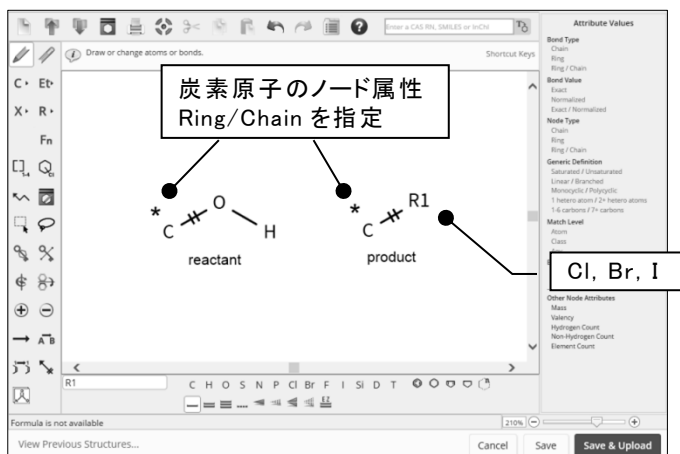 Enter a CAS RN, SMILES or InChI
Attribute Values
Draw or change atoms or bonds.
Shortcut Keys
炭素原子のノード属性
Ring/Chain を指定
C
Et
X
R
Fn
* C O H
reactant
* C R1
product
Cl, Br, I
Bond Type
Chain
Ring
Ring / Chain
Bond Value
Exact
Normalized
Exact / Normalized
Node Type
Chain
Ring
Ring / Chain
Generic Definition
Saturated / Unsaturated
Linear / Branched
Monocyclic / Polycyclic
1 hetero atom / 2+ hetero atoms
1-6 carbons / 7+ carbons
Match Level
Atom
Class
Other Node Attributes
Mass
Valency
Hydrogen Count
Non-Hydrogen Count
Element Count
A B
R1
C H O S N P Cl Br F I Si D T
Formula is not available
210%
View Previous Structures...
Cancel
Save
Save & Upload